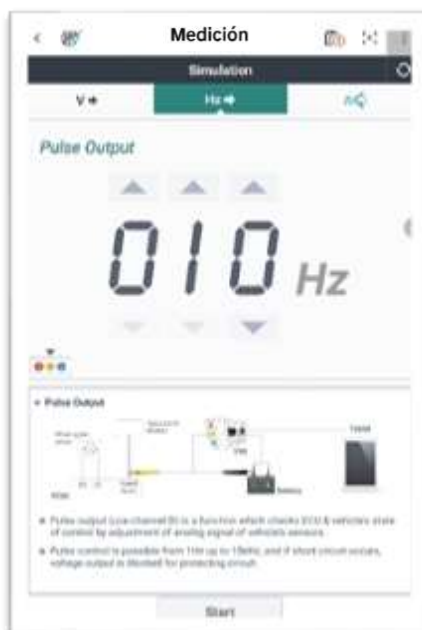 Medición
Simulation
V
Hz
Pulse Output
010 Hz
Pulse Output
Battery
Pulse output (use channel B) is a function which checks ECU & vehicle's state
of control by adjustment of analog signal of vehicle's sensors.
Pulse control is possible from 1Hz up to and if short circuit occurs,
voltage output is blocked for protecting circuit.
Start